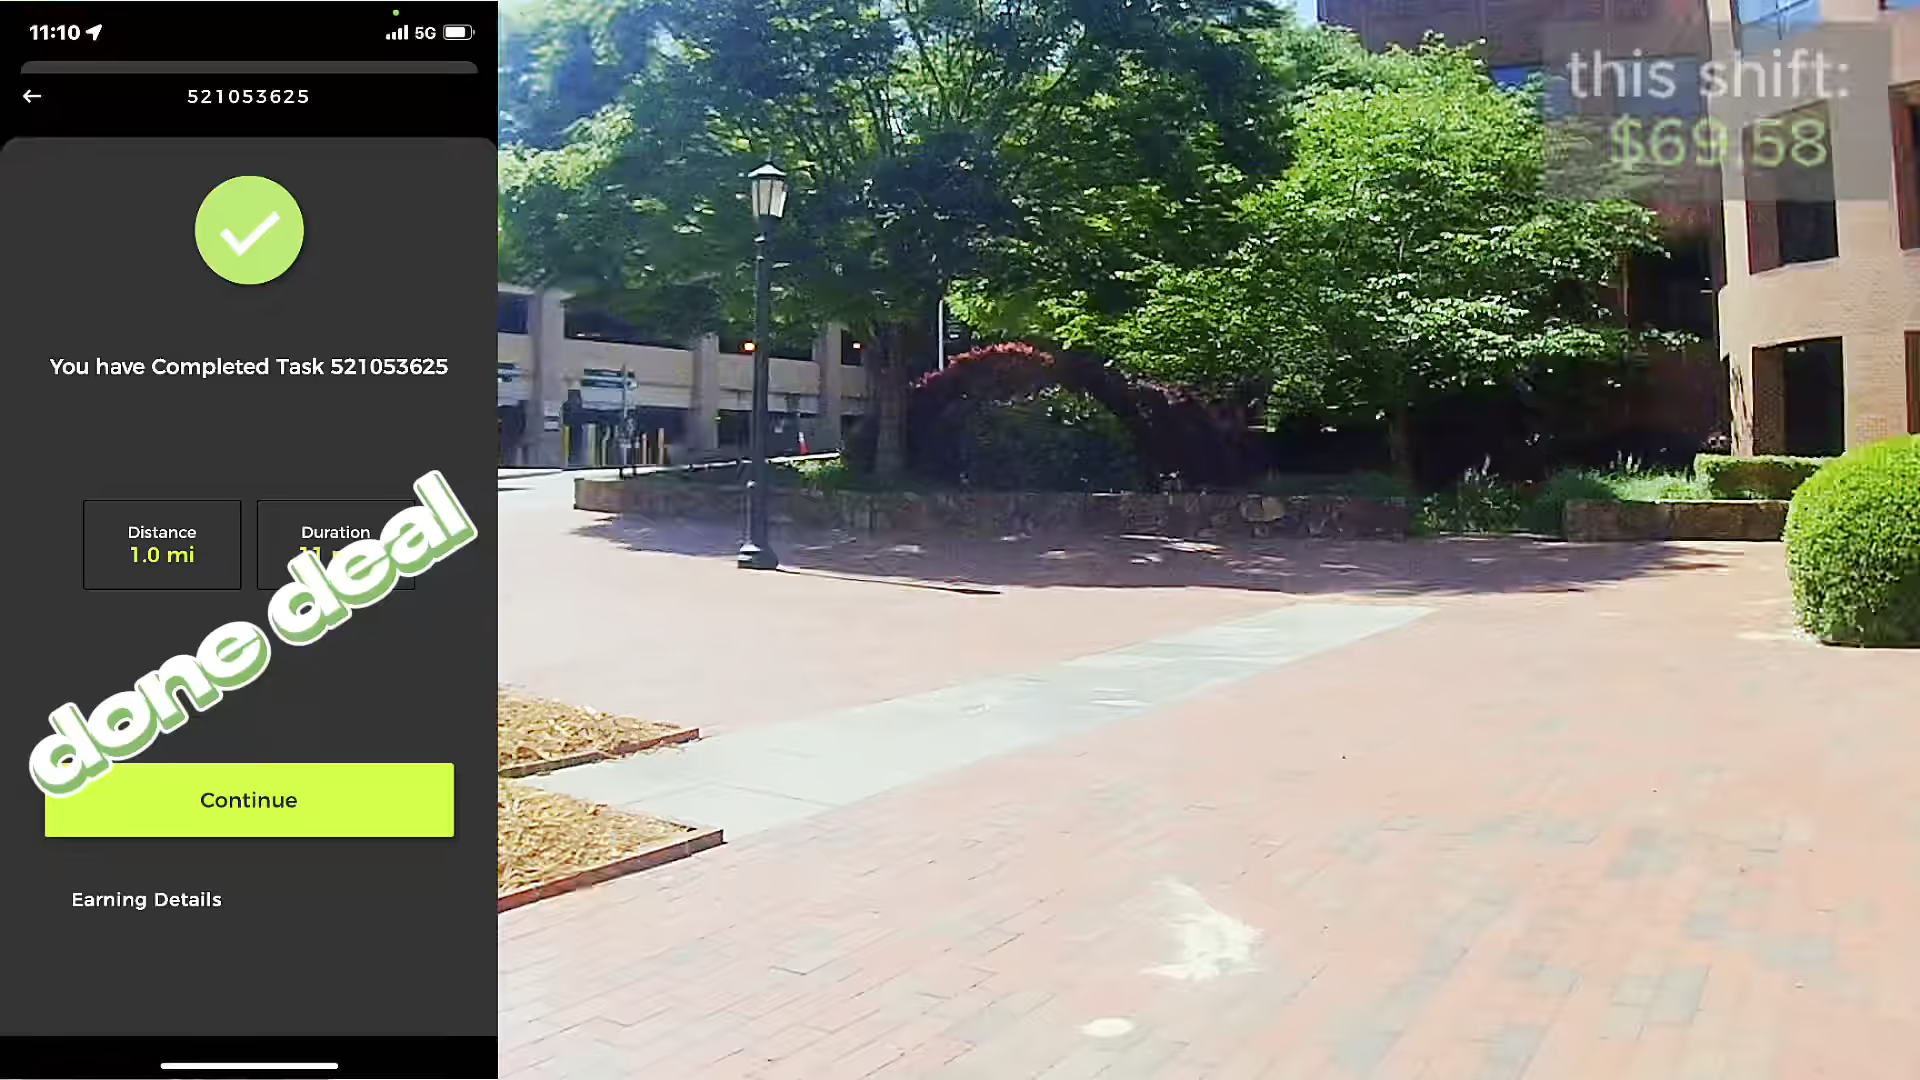 11:10
5G
521053625
You have Completed Task 521053625
Distance
1.0 mi
Duration
11
done deal
Continue
Earning Details
this shift:
$69.58